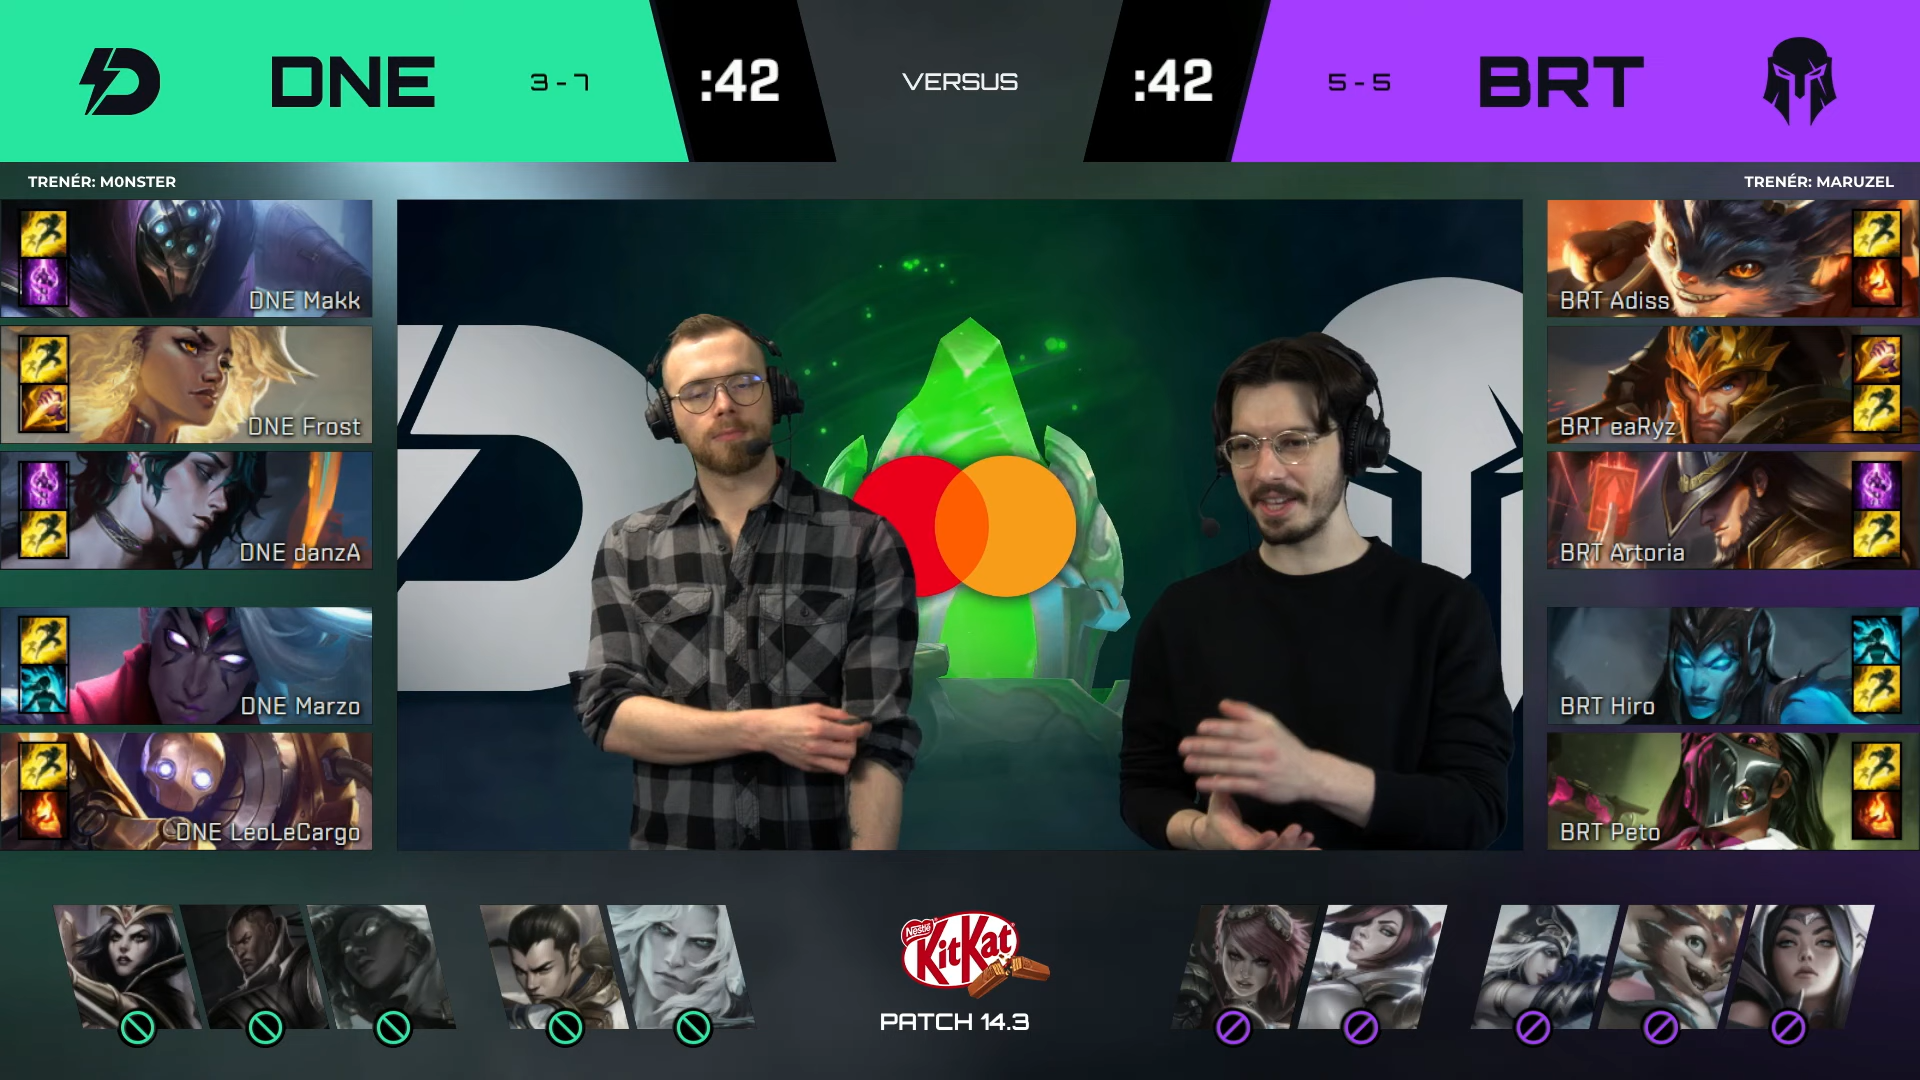 DNE
3 - 7
:42
VERSUS
:42
5 - 5
BRT
TRENÉR: M0NSTER
TRENÉR: MARUZEL
DNE Makk
DNE Frost
DNE danzA
DNE Marzo
DNE LeoLeCargo
BRT Adiss
BRT eaRyz
BRT Artoria
BRT Hiro
BRT Peto
Nestlé
KitKat
PATCH 14.3